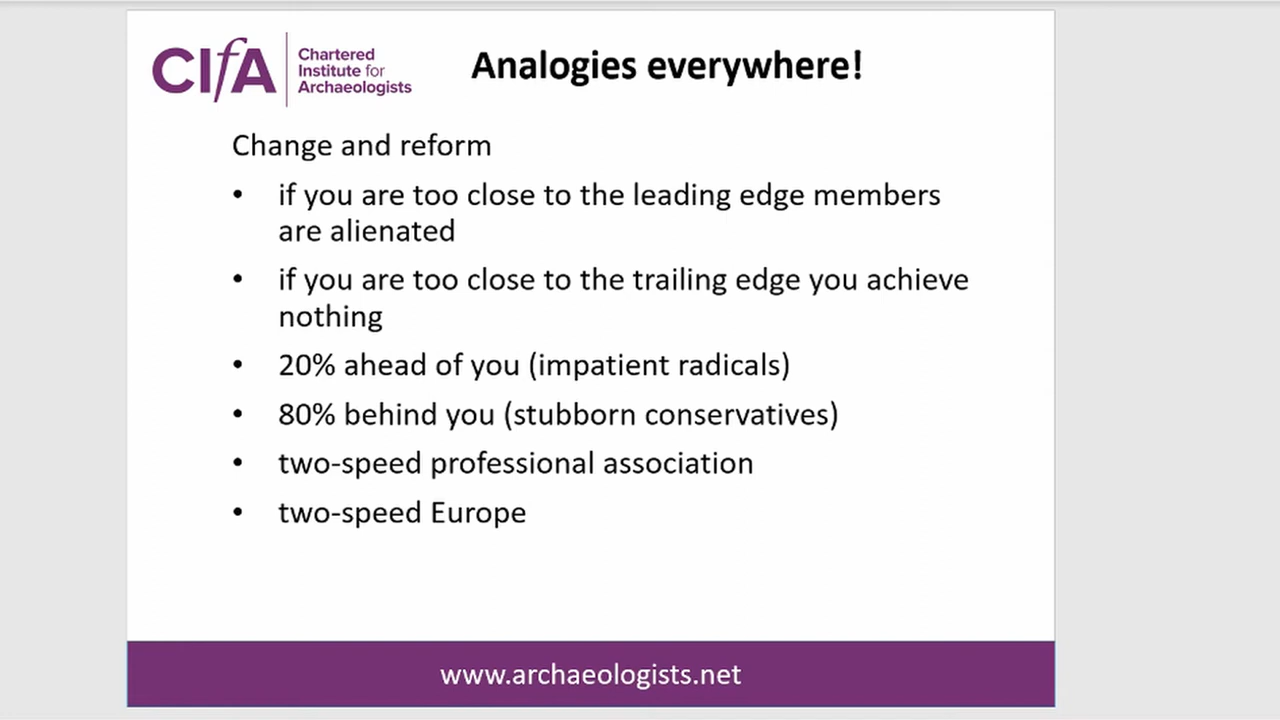 CIfA
Chartered
Institute for
Archaeologists
Analogies everywhere!
Change and reform
• if you are too close to the leading edge members
are alienated
• if you are too close to the trailing edge you achieve
nothing
• 20% ahead of you (impatient radicals)
• 80% behind you (stubborn conservatives)
• two-speed professional association
• two-speed Europe
www.archaeologists.net